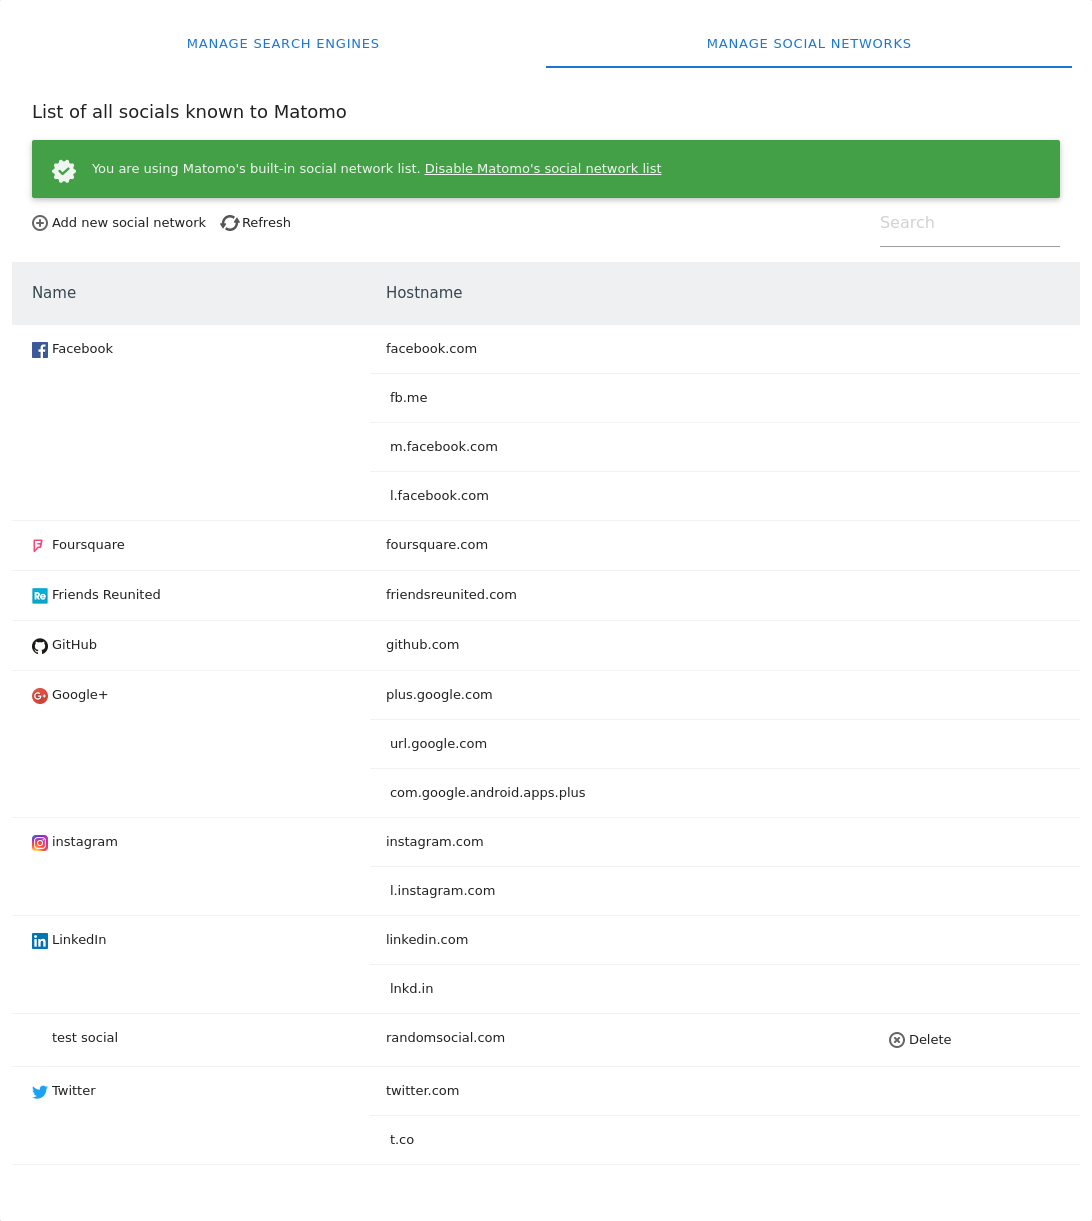 MANAGE SEARCH ENGINES MANAGE SOCIAL NETWORKS
List of all socials known to Matomo
You are using Matomo's built-in social network list. Disable Matomo's social network list
Add new social network Refresh Search
Name Hostname
Facebook facebook.com
fb.me
m.facebook.com
l.facebook.com
Foursquare foursquare.com
Friends Reunited friendsreunited.com
GitHub github.com
Google+ plus.google.com
url.google.com
com.google.android.apps.plus
instagram instagram.com
l.instagram.com
LinkedIn linkedin.com
lnkd.in
test social randomsocial.com Delete
Twitter twitter.com
t.co